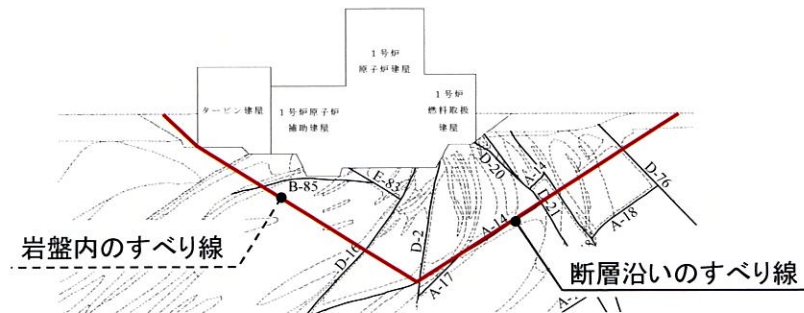 1号炉
原子炉建屋
タービン建屋
1号炉原子炉
補助建屋
1号炉
燃料取扱
建屋
B-85
F-83
D-16
D-2
A-17
A-14
D-20
A-4
D-21
A-18
D-76
岩盤内のすべり線
断層沿いのすべり線